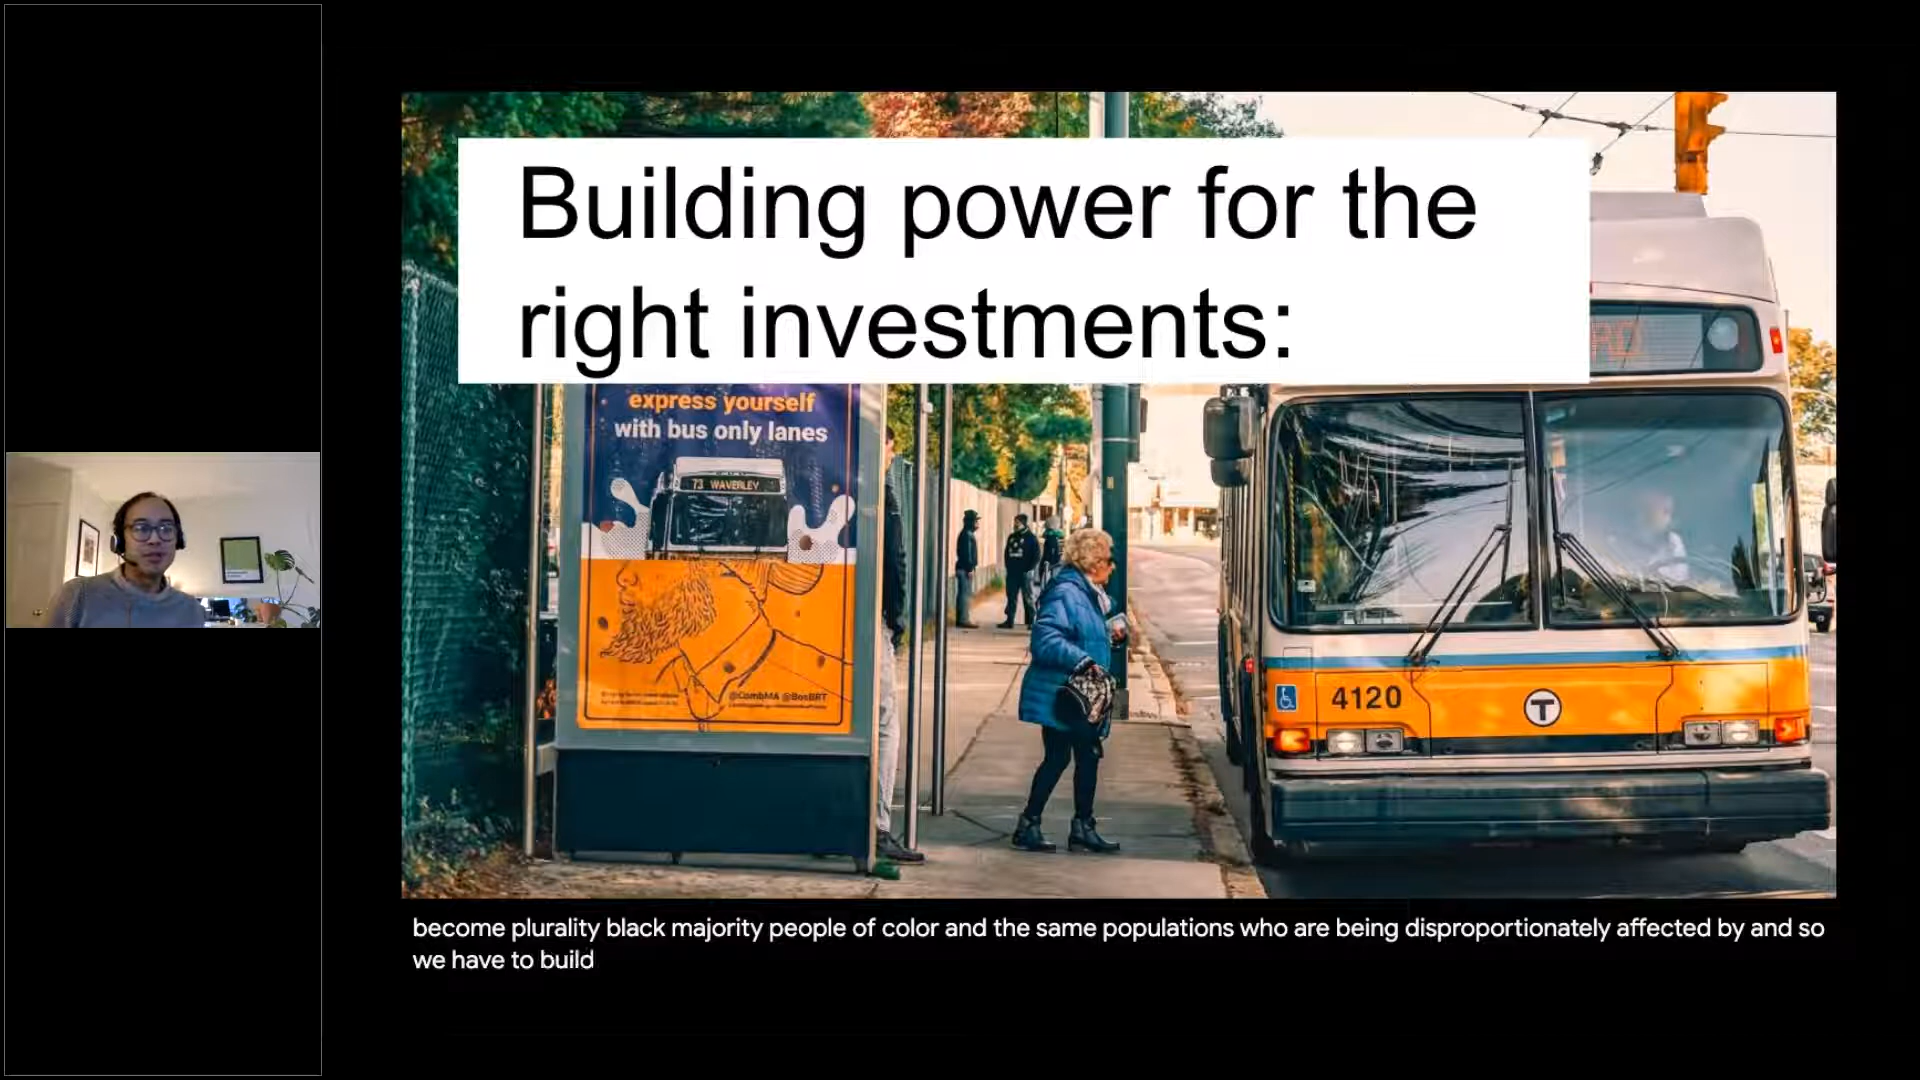 Building power for the
right investments:
express yourself
with bus only lanes
73 WAVERLEY
@CambMA @BosBRT
4120
T
become plurality black majority people of color and the same populations who are being disproportionately affected by and so
we have to build